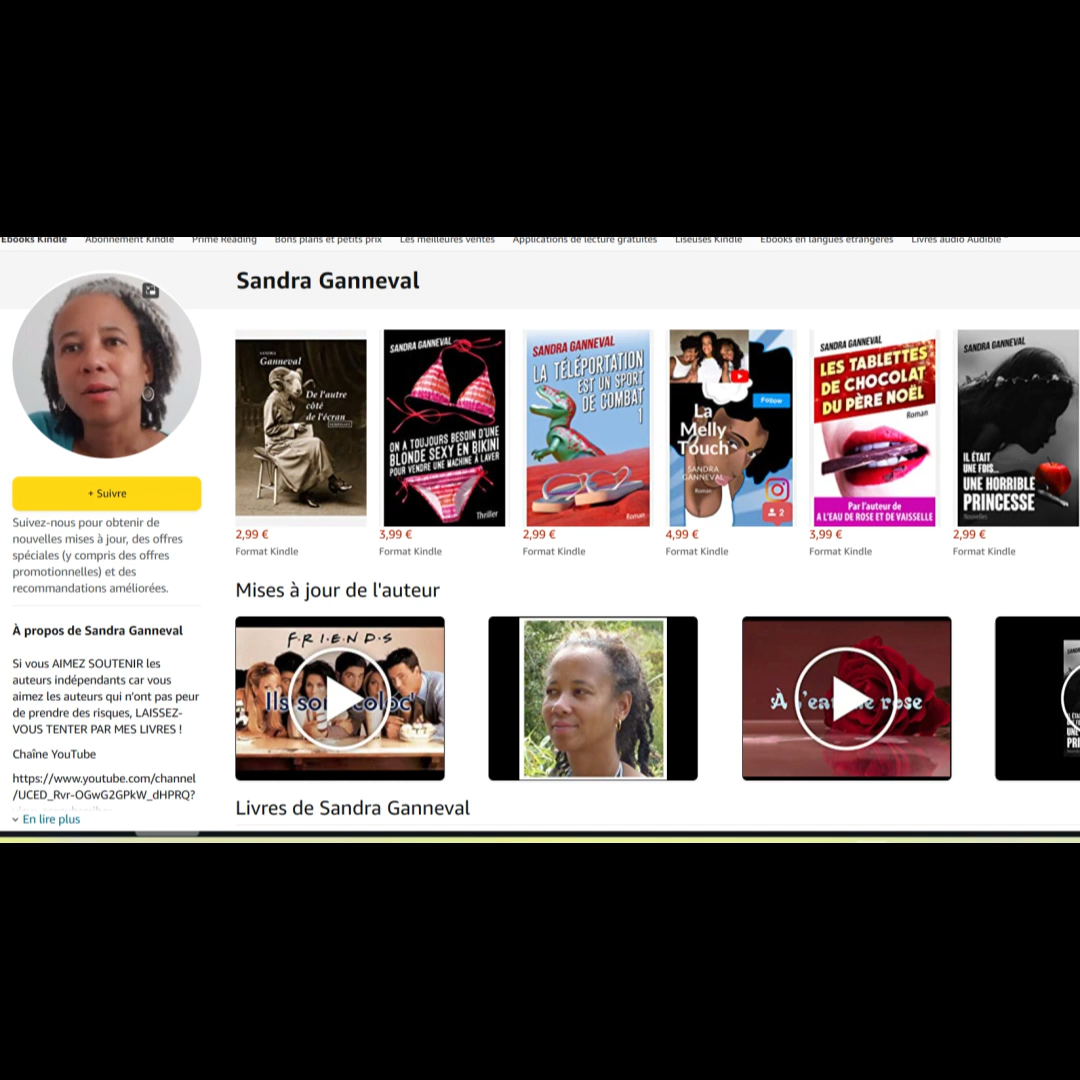 Ebooks Kindle Abonnement Kindle Prime Reading Bons plans et petits prix Les meilleures ventes Applications de lecture gratuites Liseuses Kindle Ebooks en langues étrangères Livres audio Audible
Sandra Ganneval
SANDRA
Ganneval
De l'autre
côté
de l'écran
SANDRA GANNEVAL
ON A TOUJOURS BESOIN D'UNE
BLONDE SEXY EN BIKINI
POUR VENDRE UNE MACHINE À LAVER
Thriller
SANDRA GANNEVAL
LA TÉLÉPORTATION
EST UN SPORT
DE COMBAT
1
Roman
Follow
La
Melly
Touch
SANDRA
GANNEVAL
Roman
2
SANDRA GANNEVAL
LES TABLETTES
DE CHOCOLAT
DU PÈRE NOËL
Roman
Par l'auteur de
A L'EAU DE ROSE ET DE VAISSELLE
SANDRA GANNEVAL
IL ÉTAIT
UNE FOIS...
UNE HORRIBLE
PRINCESSE
Nouvelles
2,99 € 3,99 € 2,99 € 4,99 € 3,99 € 2,99 €
Format Kindle Format Kindle Format Kindle Format Kindle Format Kindle Format Kindle
+ Suivre
Suivez-nous pour obtenir de
nouvelles mises à jour, des offres
spéciales (y compris des offres
promotionnelles) et des
recommandations améliorées.
À propos de Sandra Ganneval
Si vous AIMEZ SOUTENIR les
auteurs indépendants car vous
aimez les auteurs qui n'ont pas peur
de prendre des risques, LAISSEZ-
VOUS TENTER PAR MES LIVRES !
Chaîne YouTube
https://www.youtube.com/channel
/UCED_Rvr-OGwG2GPkW_dHPRQ?
En lire plus
Mises à jour de l'auteur
F·R·I·E·N·D·S
Ils coloc'
À rose
Livres de Sandra Ganneval